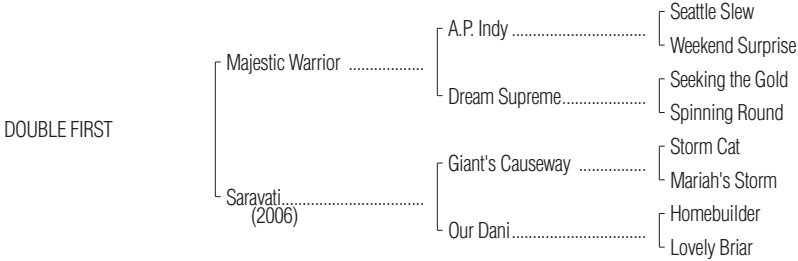 Seattle Slew
A.P. Indy ................................
Weekend Surprise
Majestic Warrior ..................
Seeking the Gold
Dream Supreme....................
Spinning Round
DOUBLE FIRST
Storm Cat
Giant's Causeway ................
Mariah's Storm
Saravati..................................
(2006)
Homebuilder
Our Dani................................
Lovely Briar